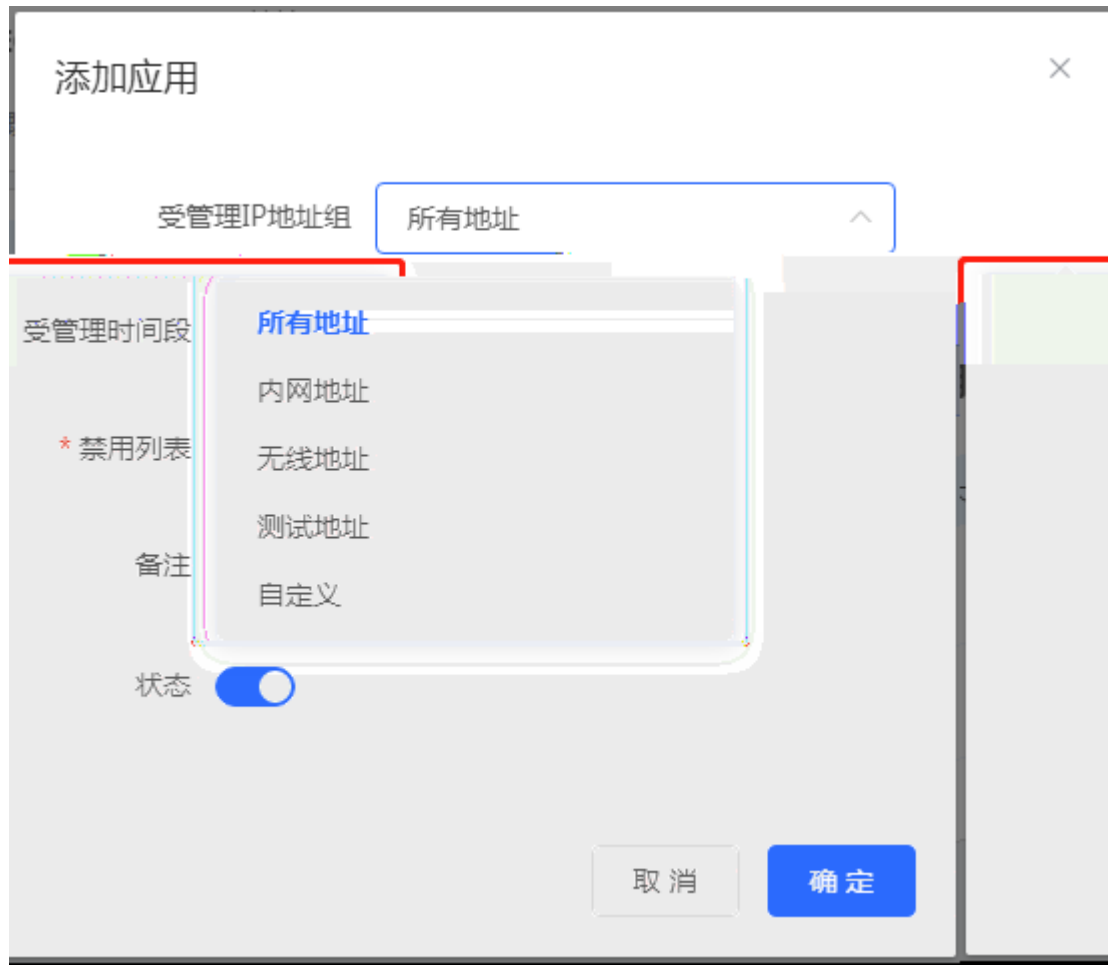 添加应用
受管理IP地址组 所有地址
受管理时间段 所有地址
内网地址
* 禁用列表
无线地址
测试地址
备注
自定义
状态
取消 确定